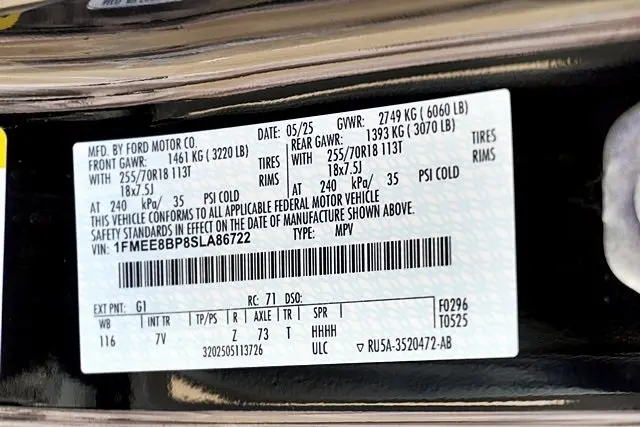 MFD. BY FORD MOTOR CO. DATE: 05/25 GVWR: 2749 KG ( 6060 LB)
FRONT GAWR: 1461 KG ( 3220 LB) REAR GAWR: 1393 KG ( 3070 LB)
WITH 255/70R18 113T TIRES 255/70R18 113T TIRES
18x7.5J RIMS WITH 18x7.5J RIMS
AT 240 kPa/ 35 PSI COLD AT 240 kPa/ 35 PSI COLD
THIS VEHICLE CONFORMS TO ALL APPLICABLE FEDERAL MOTOR VEHICLE
SAFETY STANDARDS IN EFFECT ON THE DATE OF MANUFACTURE SHOWN ABOVE.
VIN: 1FMEE8BP8SLA86722 TYPE: MPV
EXT PNT: G1 RC: 71 DSO:
WB INT TR TP/PS R AXLE TR SPR F0296
116 7V Z 73 T HHHH T0525
3202505113726 ULC ▽ RU5A-3520472-AB